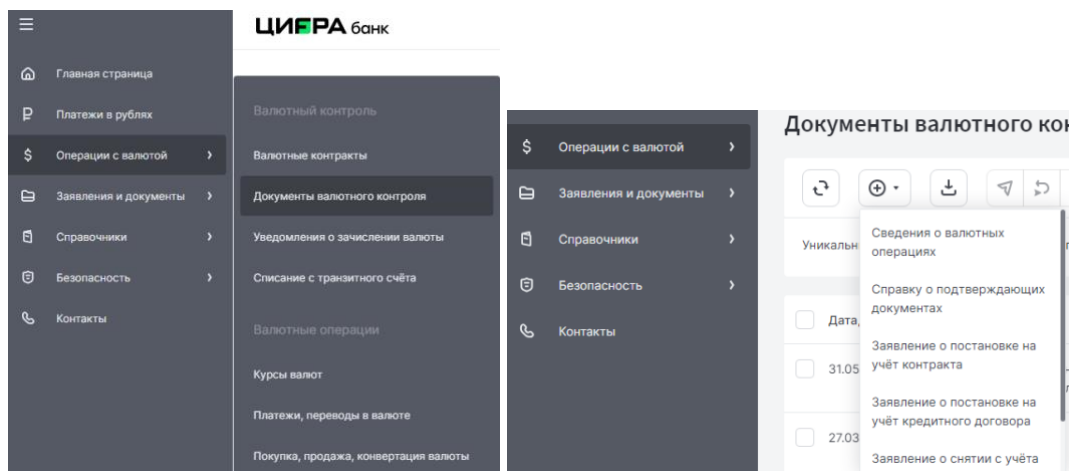 ЦИФРА банк
Главная страница
Платежи в рублях
Операции с валютой
Заявления и документы
Справочники
Безопасность
Контакты
Валютный контроль
Валютные контракты
Документы валютного контроля
Уведомления о зачислении валюты
Списание с транзитного счёта
Валютные операции
Курсы валют
Платежи, переводы в валюте
Покупка, продажа, конвертация валюты
Операции с валютой
Заявления и документы
Справочники
Безопасность
Контакты
Документы валютного
Сведения о валютных
операциях
Справку о подтверждающих
документах
Заявление о постановке на
учёт контракта
Заявление о постановке на
учёт кредитного договора
Заявление о снятии с учёта
Дата,
31.05
27.03